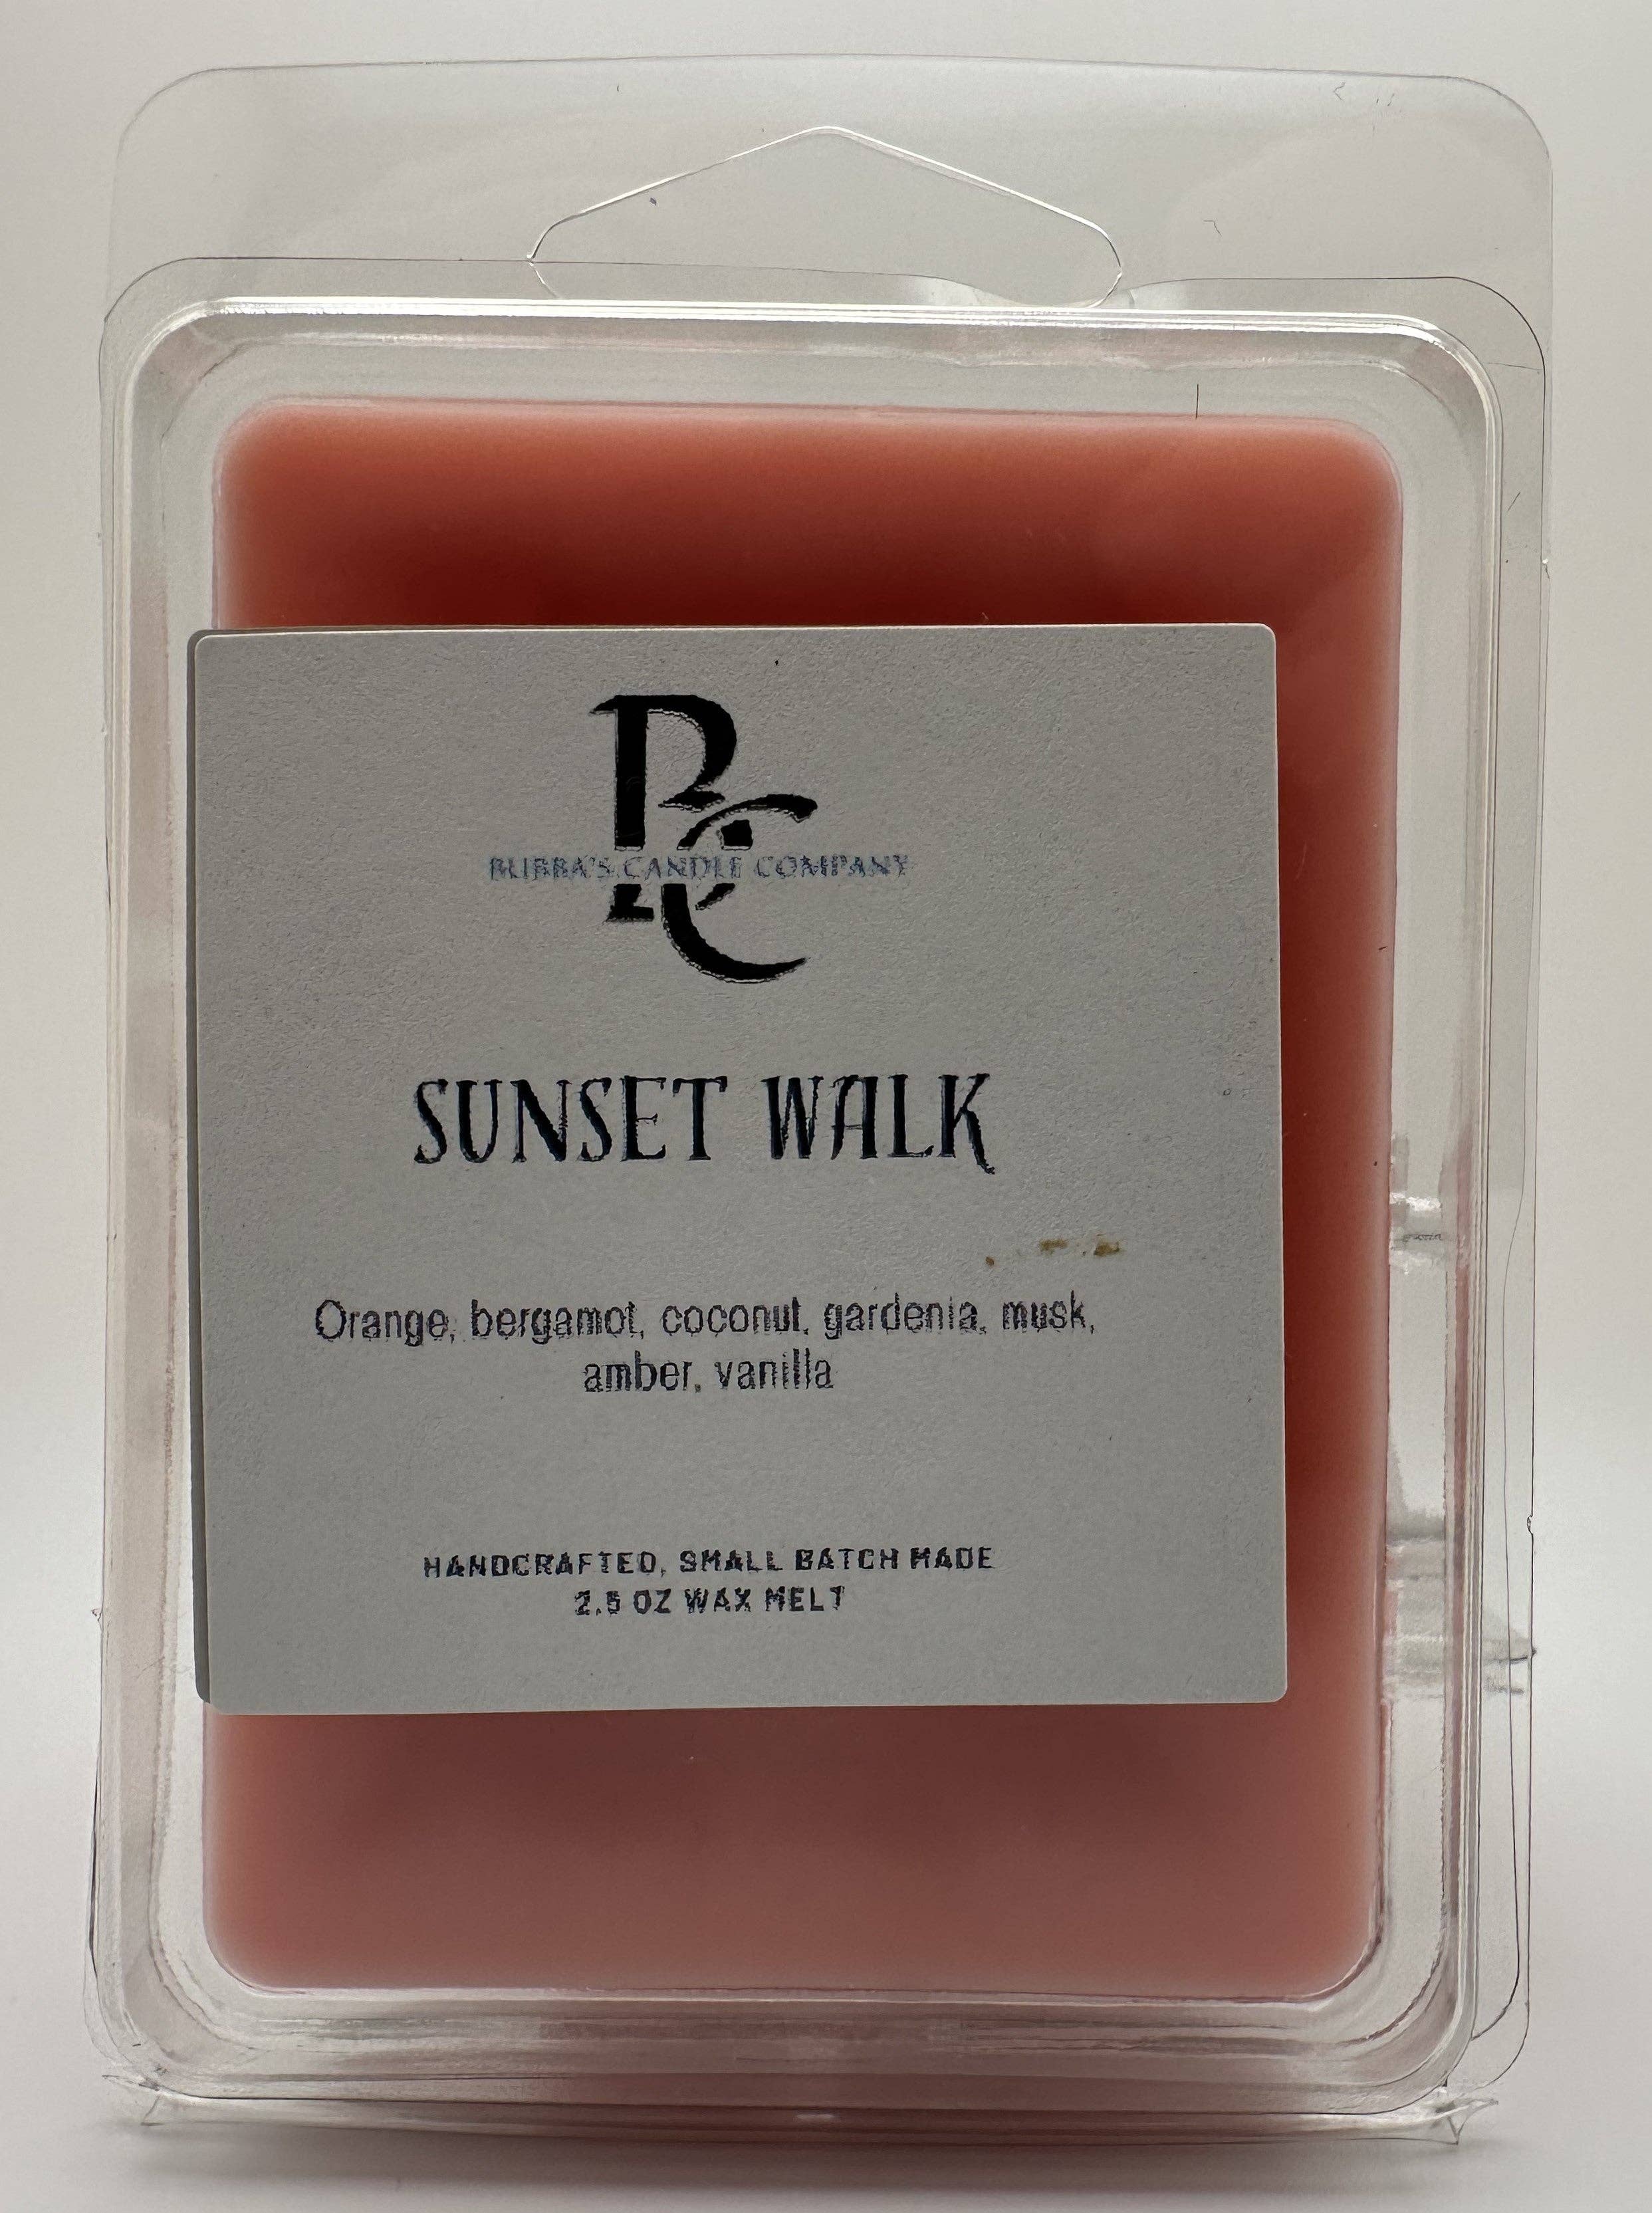 BC
BUBBA'S CANDLE COMPANY
SUNSET WALK
Orange, bergamot, coconut, gardenia, musk,
amber, vanilla
HANDCRAFTED, SMALL BATCH MADE
2.5 OZ WAX MELT